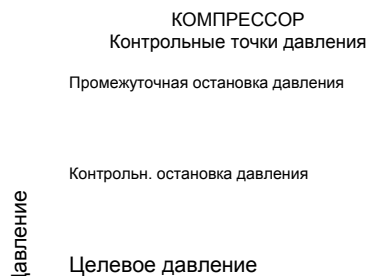 КОМПРЕССОР
Контрольные точки давления
Промежуточная остановка давления
Контрольн. остановка давления
Давление
Целевое давление